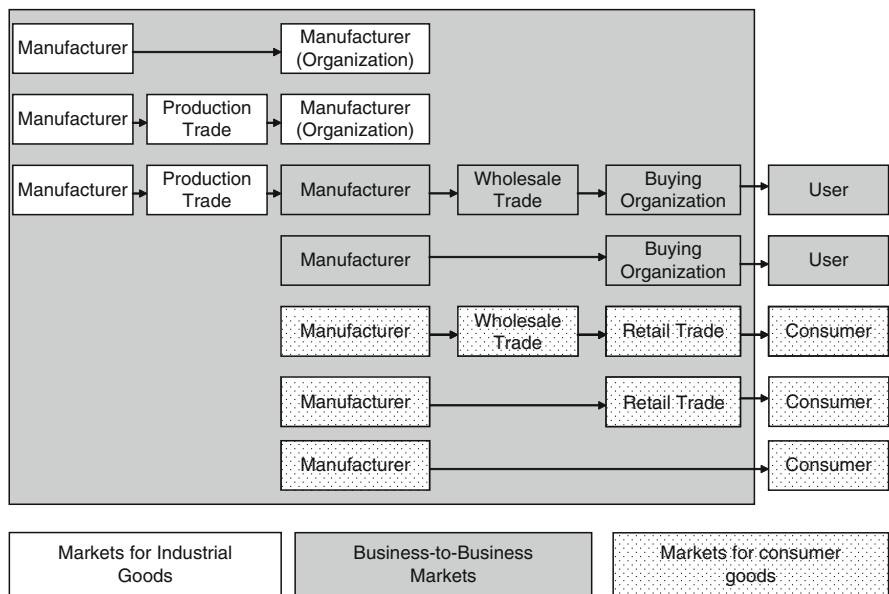 Manufacturer
Manufacturer
(Organization)
Manufacturer
Production
Trade
Manufacturer
(Organization)
Manufacturer
Production
Trade
Manufacturer
Wholesale
Trade
Buying
Organization
User
Manufacturer
Buying
Organization
User
Manufacturer
Wholesale
Trade
Retail Trade
Consumer
Manufacturer
Retail Trade
Consumer
Manufacturer
Consumer
Markets for Industrial
Goods
Business-to-Business
Markets
Markets for consumer
goods